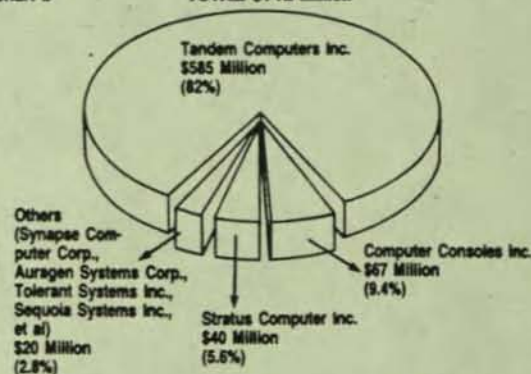 Tandem Computers Inc.
$585 Million
(82%)
Others
(Synapse Com-
puter Corp.,
Auragen Systems Corp.,
Tolerant Systems Inc.,
Sequoia Systems Inc.,
et al)
$20 Million
(2.8%)
Stratus Computer Inc.
$40 Million
(5.6%)
Computer Consoles Inc.
$67 Million
(9.4%)